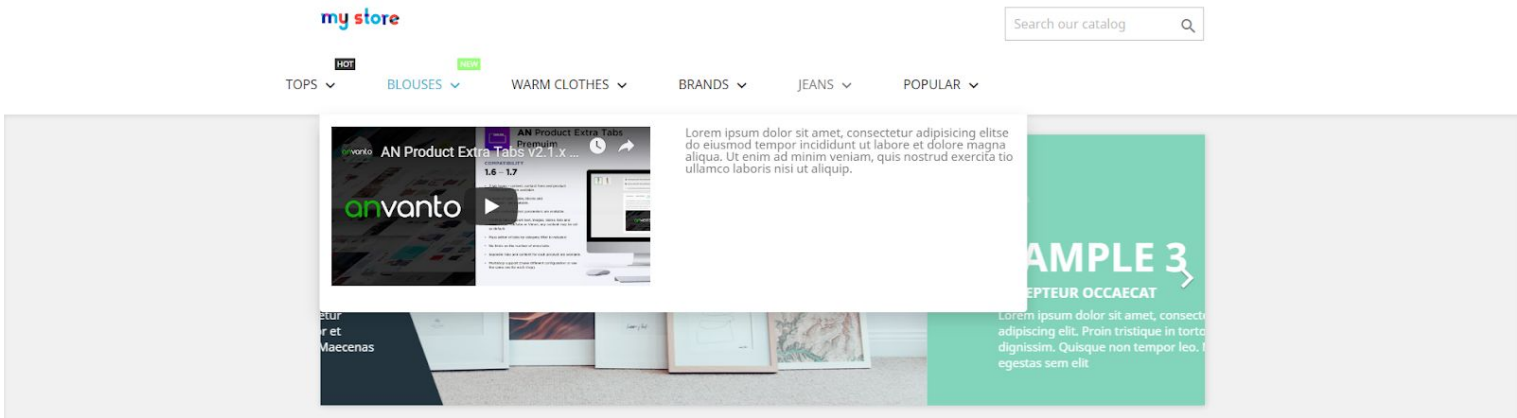 my store
Search our catalog
HOT
NEW
TOPS
BLOUSES
WARM CLOTHES
BRANDS
JEANS
POPULAR
anvanto
AN Product Extra Tabs v2.1.x ...
AN Product Extra Tabs
Premuim
COMPATIBILITY
1.6 – 1.7
anvanto
Lorem ipsum dolor sit amet, consectetur adipisicing elitse
do eiusmod tempor incididunt ut labore et dolore magna
aliqua. Ut enim ad minim veniam, quis nostrud exercita tio
ullamco laboris nisi ut aliquip.
AMPLE 3
EPTEUR OCCAECAT
Lorem ipsum dolor sit amet, consect
adipiscing elit. Proin tristique in torto
dignissim. Quisque non tempor leo.
egestas sem elit
etur
r et
Maecenas